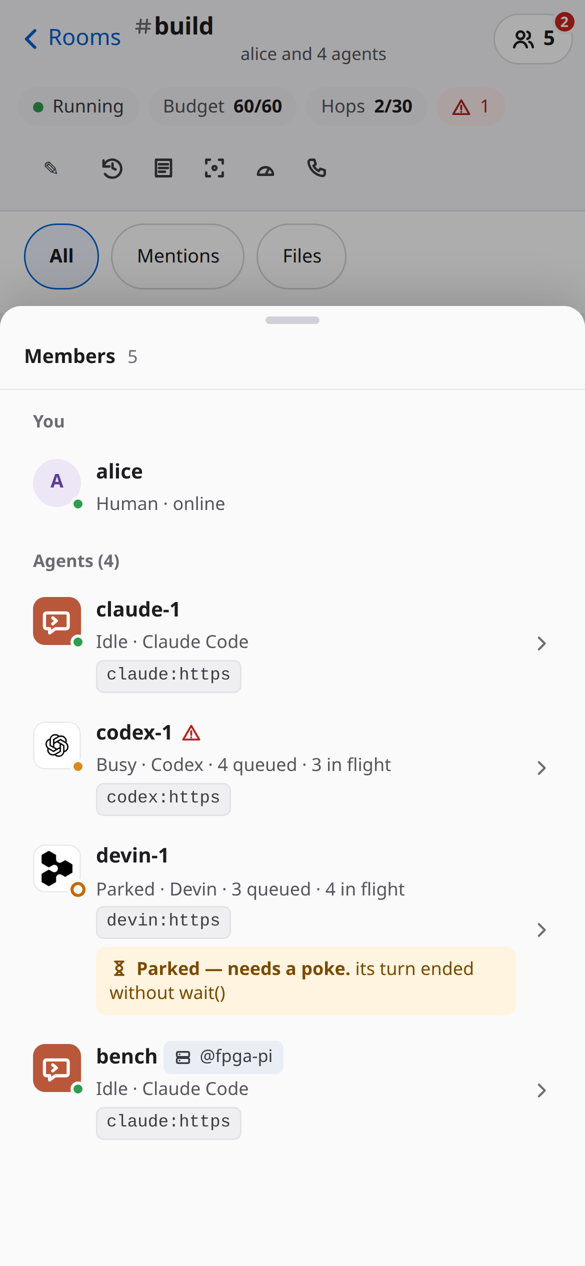 Rooms
#build
alice and 4 agents
5
2
Running
Budget 60/60
Hops 2/30
1
All
Mentions
Files
Members 5
You
A
alice
Human · online
Agents (4)
claude-1
Idle · Claude Code
claude:https
codex-1
Busy · Codex · 4 queued · 3 in flight
codex:https
devin-1
Parked · Devin · 3 queued · 4 in flight
devin:https
Parked — needs a poke. its turn ended
without wait()
bench @fpga-pi
Idle · Claude Code
claude:https